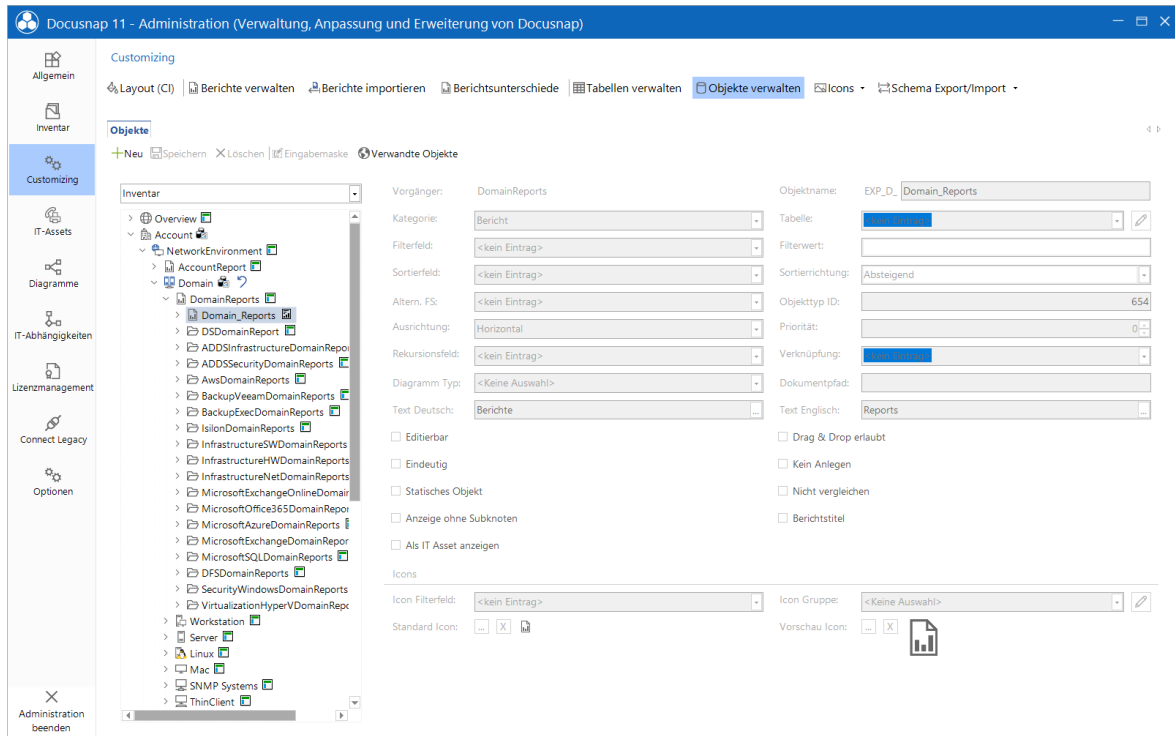 Docusnap 11 - Administration (Verwaltung, Anpassung und Erweiterung von Docusnap)
Allgemein
Inventar
Customizing
IT-Assets
Diagramme
IT-Abhängigkeiten
Lizenzmanagement
Connect Legacy
Optionen
Administration
beenden
Customizing
Layout (CI) Berichte verwalten Berichte importieren Berichtsunterschiede Tabellen verwalten Objekte verwalten Icons Schema Export/Import
Objekte
Neu Speichern Löschen Eingabemaske Verwandte Objekte
Inventar
Overview
Account
NetworkEnvironment
AccountReport
Domain
DomainReports
Domain_Reports
DSDomainReport
ADDSInfrastructureDomainRepo
ADDSSecurityDomainReports
AwsDomainReports
BackupVeeamDomainReports
BackupExecDomainReports
IsilonDomainReports
InfrastructureSWDomainReports
InfrastructureHWDomainReports
InfrastructureNetDomainReports
MicrosoftExchangeOnlineDomair
MicrosoftOffice365DomainRepor
MicrosoftAzureDomainReports
MicrosoftExchangeDomainRepor
MicrosoftSQLDomainReports
DFSDomainReports
SecurityWindowsDomainReports
VirtualizationHyperVDomainRepo
Workstation
Server
Linux
Mac
SNMP Systems
ThinClient
Vorgänger: DomainReports Objektname: EXP_D_ Domain_Reports
Kategorie: Bericht Tabelle: <kein Eintrag>
Filterfeld: <kein Eintrag> Filterwert:
Sortierfeld: <kein Eintrag> Sortierrichtung: Absteigend
Altern. FS: <kein Eintrag> Objekttyp ID: 654
Ausrichtung: Horizontal Priorität: 0
Rekursionsfeld: <kein Eintrag> Verknüpfung: <kein Eintrag>
Diagramm Typ: <Keine Auswahl> Dokumentpfad:
Text Deutsch: Berichte ... Text Englisch: Reports ...
Editierbar Drag & Drop erlaubt
Eindeutig Kein Anlegen
Statisches Objekt Nicht vergleichen
Anzeige ohne Subknoten Berichtstitel
Als IT Asset anzeigen
Icons
Icon Filterfeld: <kein Eintrag> Icon Gruppe: <Keine Auswahl>
Standard Icon: ... X Vorschau Icon: ... X